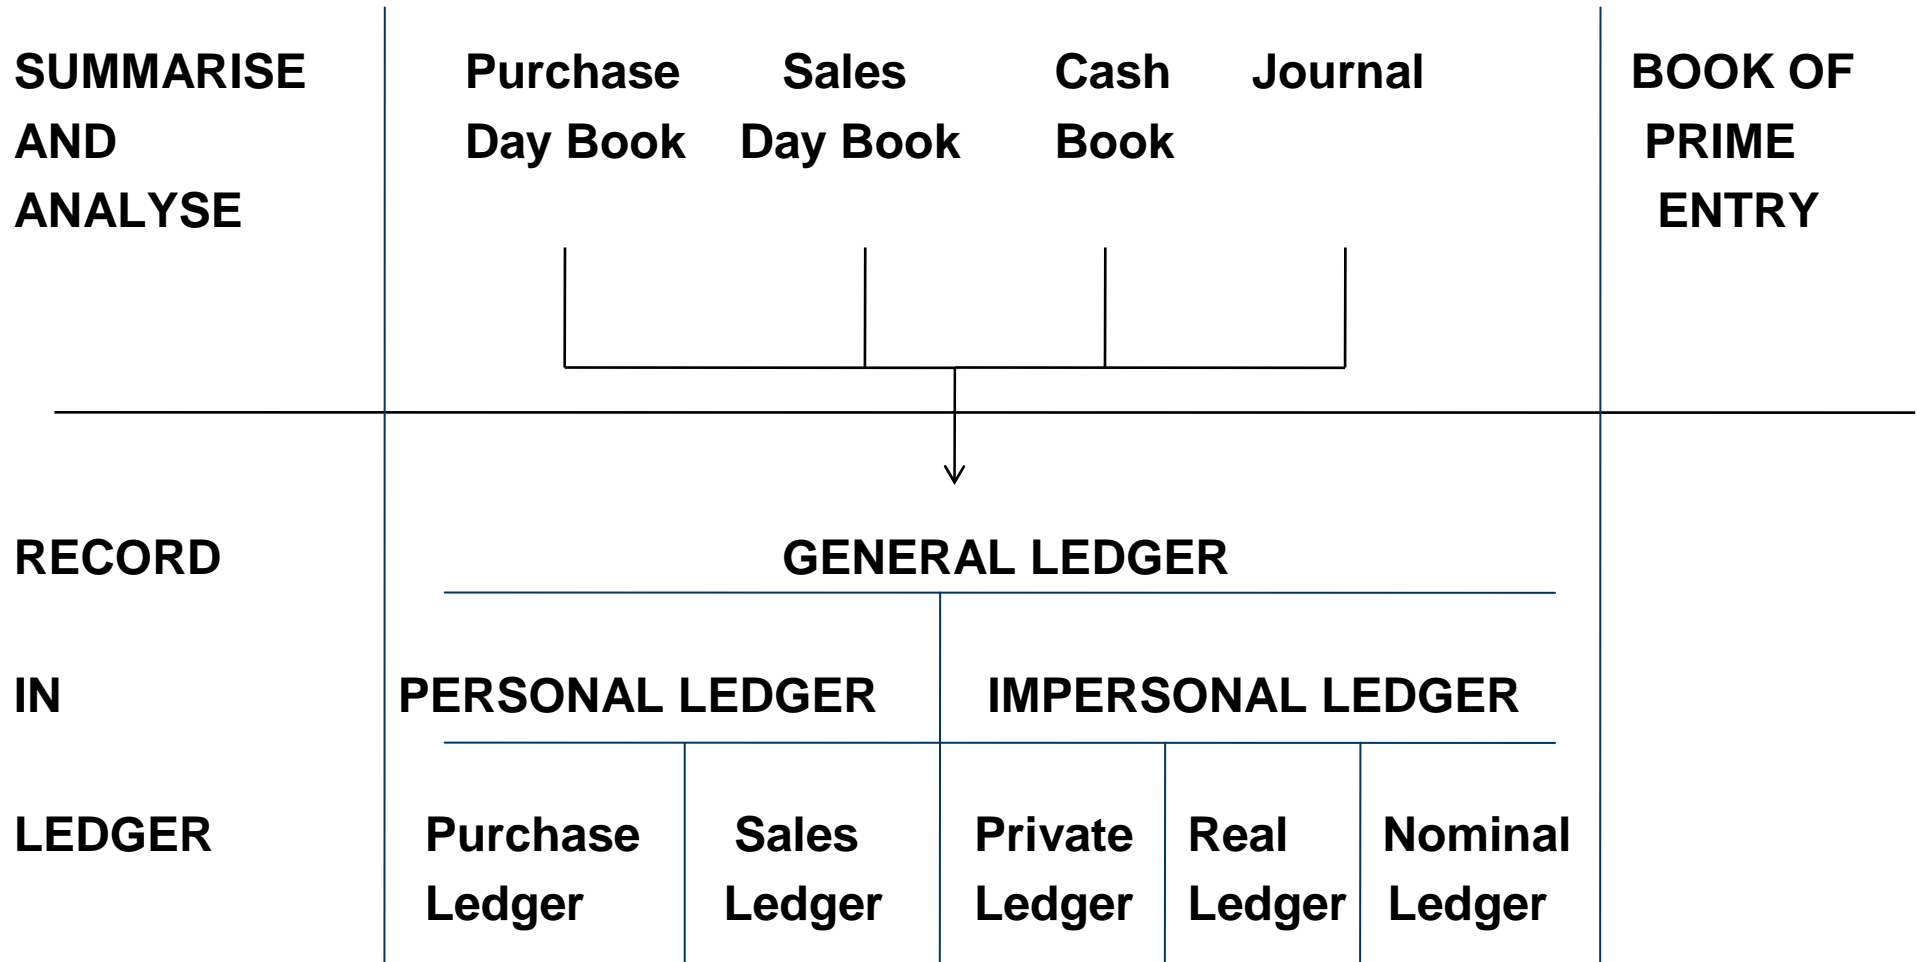 SUMMARISE Purchase Sales Cash Journal BOOK OF
AND Day Book Day Book Book PRIME
ANALYSE ENTRY
RECORD GENERAL LEDGER
IN PERSONAL LEDGER IMPERSONAL LEDGER
LEDGER Purchase Sales Private Real Nominal
Ledger Ledger Ledger Ledger Ledger